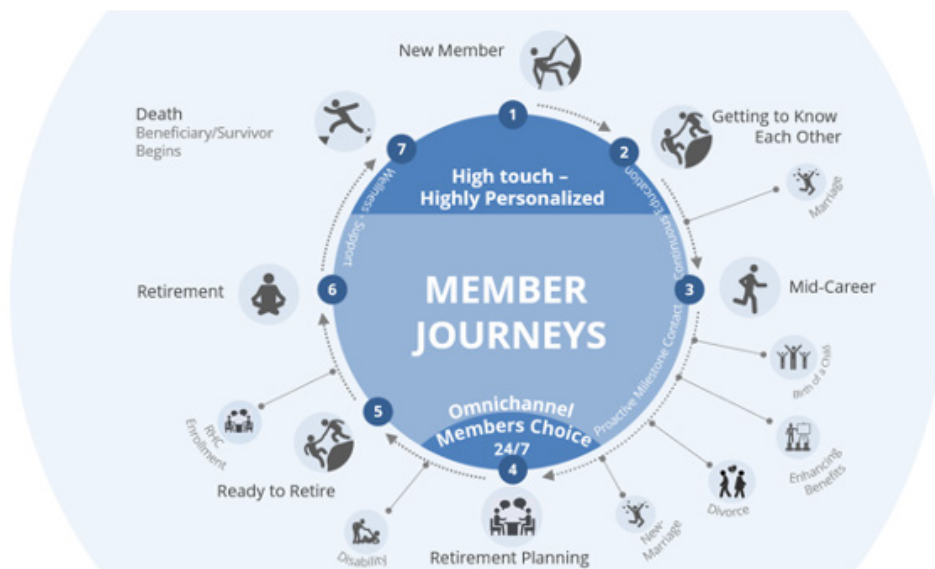 New Member
1
Getting to Know
Each Other
2
Marriage
Death
Beneficiary/Survivor
Begins
7
High touch –
Highly Personalized
Wellness - Support
Continuous Education
MEMBER
JOURNEYS
Retirement
6
3
Mid-Career
Proactive Milestone Contact
Birth of a Child
Enhancing
Benefits
Divorce
New-
Marriage
Omnichannel
Members Choice
24/7
4
Retirement Planning
5
Ready to Retire
RHC
Enrollment
Disability